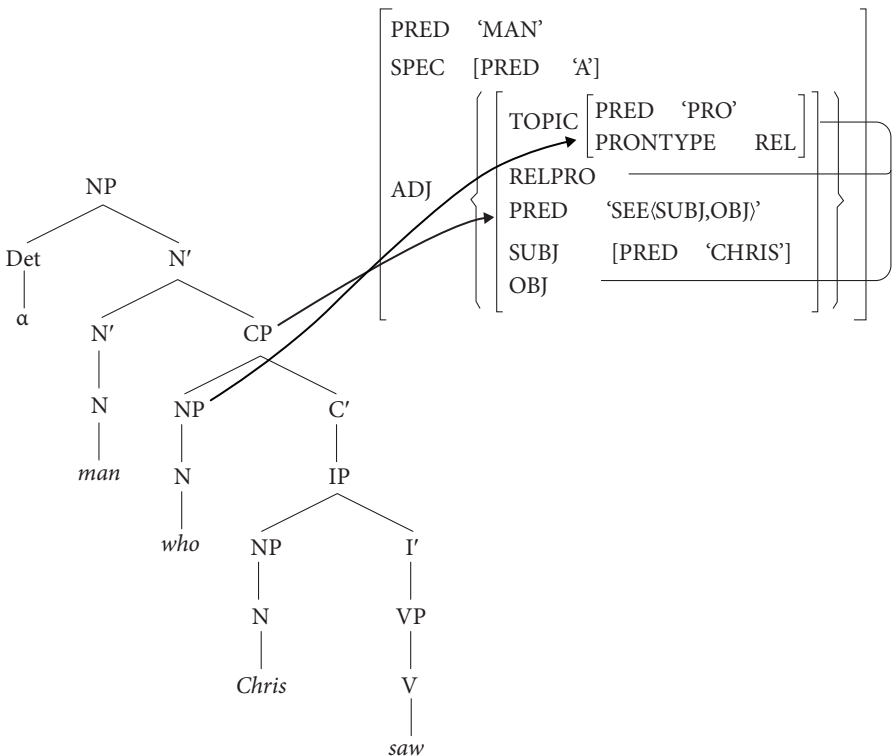 PRED ‘MAN’
SPEC [PRED ‘A’]
TOPIC [PRED ‘PRO’
PRONTYPE REL]
ADJ
RELPRO
PRED ‘SEE⟨SUBJ,OBJ⟩’
SUBJ [PRED ‘CHRIS’]
OBJ
NP
Det N′
a
N′ CP
N NP C′
man N IP
who NP I′
N VP
Chris V
saw